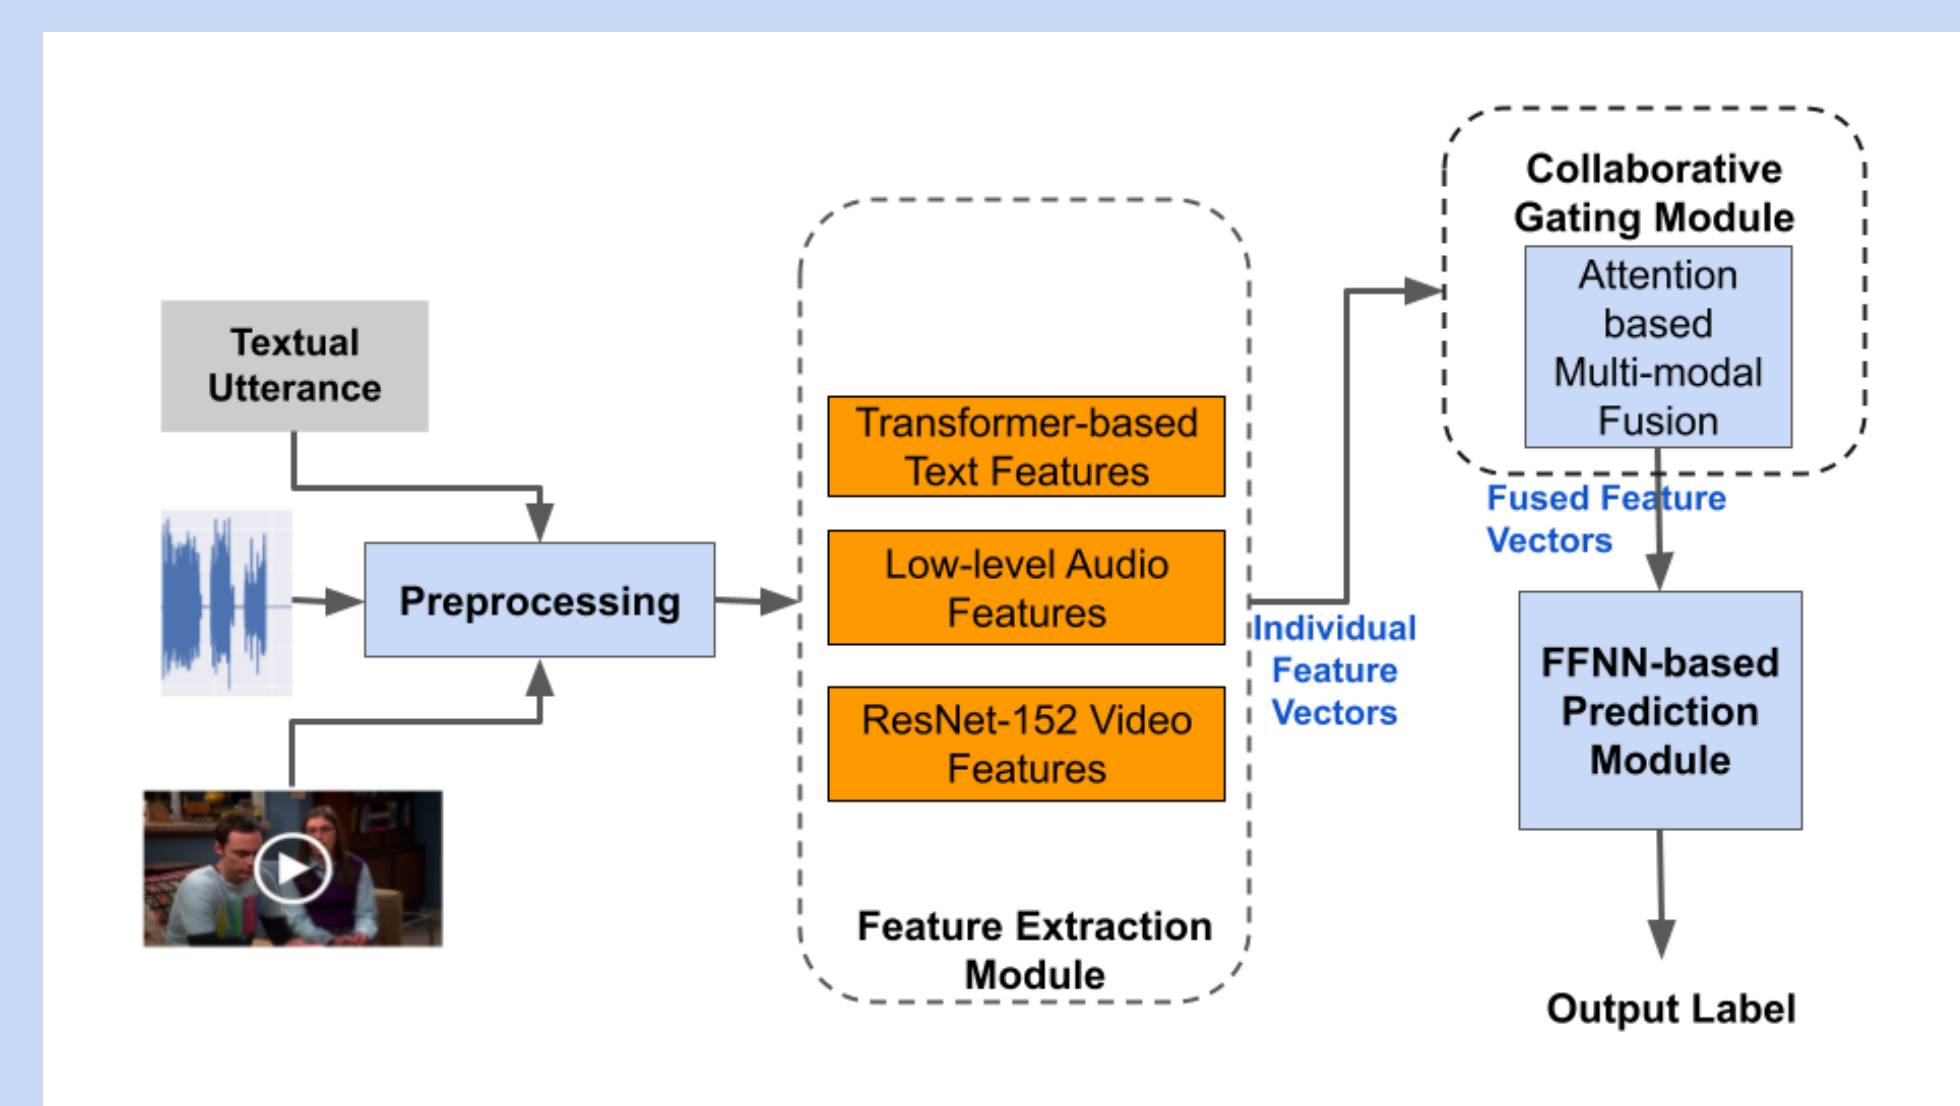 Textual
Utterance
Preprocessing
Transformer-based
Text Features
Low-level Audio
Features
ResNet-152 Video
Features
Feature Extraction
Module
Individual
Feature
Vectors
Collaborative
Gating Module
Attention
based
Multi-modal
Fusion
Fused Feature
Vectors
FFNN-based
Prediction
Module
Output Label